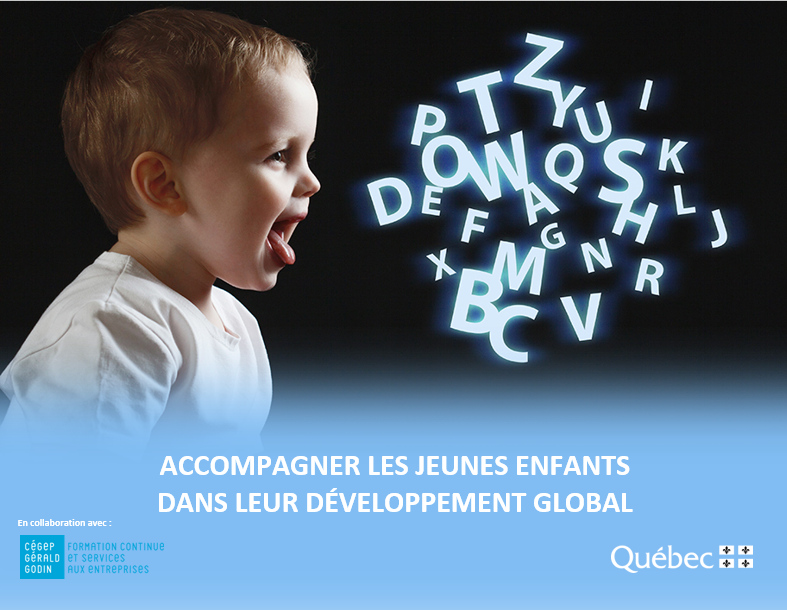 Z
T
I
Y
P
U
O
W
Q
S
K
D
E
A
L
F
H
J
G
X
M
N
R
B
C
V
ACCOMPAGNER LES JEUNES ENFANTS
DANS LEUR DÉVELOPPEMENT GLOBAL
En collaboration avec :
CÉGEP
GÉRALD
GODIN
FORMATION CONTINUE
ET SERVICES
AUX ENTREPRISES
Québec